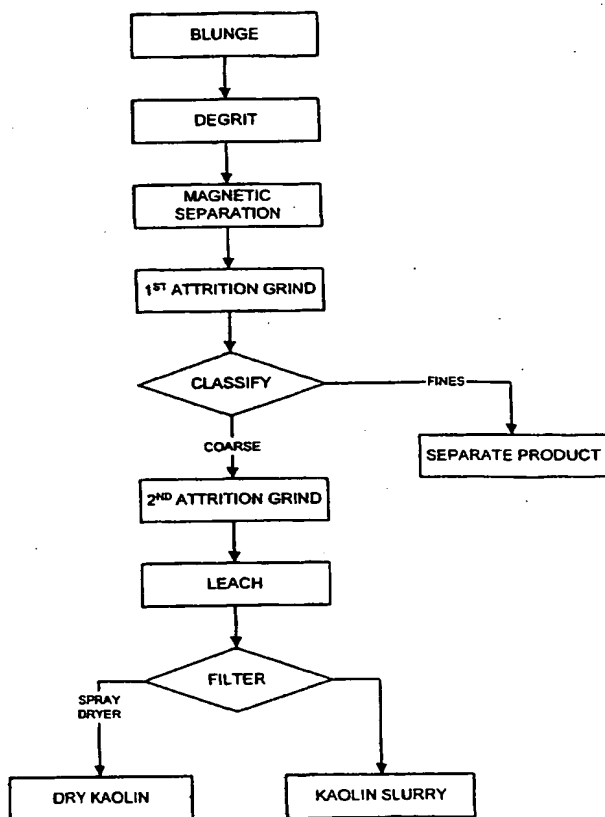 BLUNGE
DEGRIT
MAGNETIC
SEPARATION
1ST ATTRITION GRIND
CLASSIFY
FINES
COARSE
SEPARATE PRODUCT
2ND ATTRITION GRIND
LEACH
FILTER
SPRAY
DRYER
DRY KAOLIN
KAOLIN SLURRY